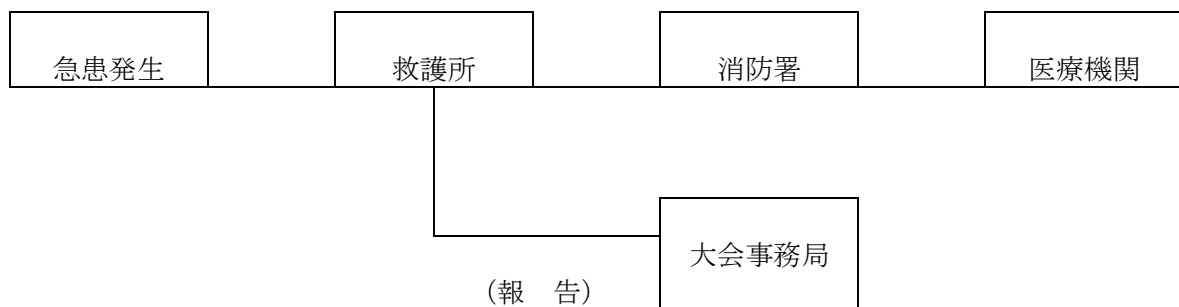 急患発生 救護所 消防署 医療機関
大会事務局
（報　告）